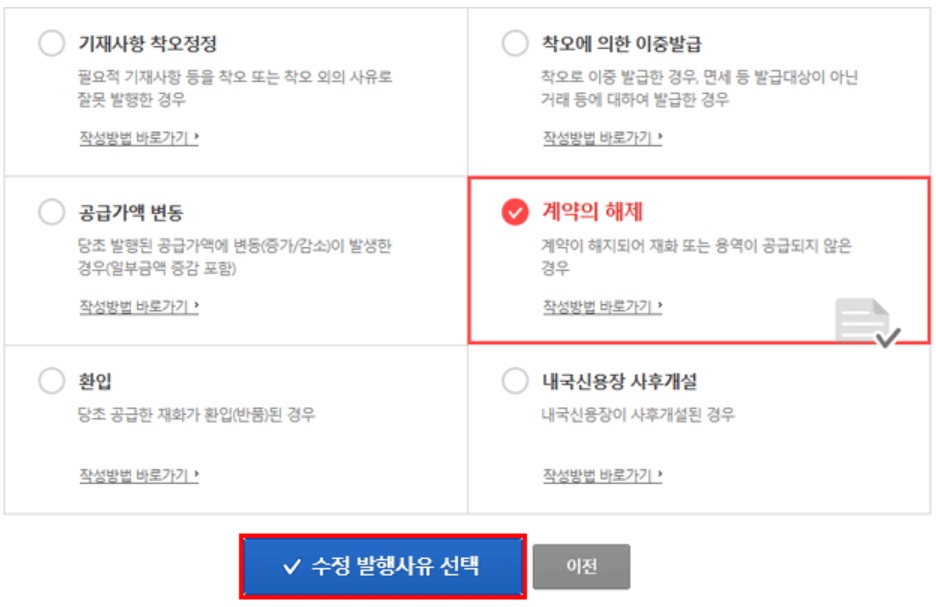 기재사항 착오정정
필요적 기재사항 등을 착오 또는 착오 외의 사유로
잘못 발행한 경우
작성방법 바로가기
착오에 의한 이중발급
착오로 이중 발급한 경우, 면세 등 발급대상이 아닌
거래 등에 대하여 발급한 경우
작성방법 바로가기
공급가액 변동
당초 발행된 공급가액에 변동(증가/감소)이 발생한
경우(일부금액 증감 포함)
작성방법 바로가기
계약의 해제
계약이 해지되어 재화 또는 용역이 공급되지 않은
경우
작성방법 바로가기
환입
당초 공급한 재화가 환입(반품)된 경우
작성방법 바로가기
내국신용장 사후개설
내국신용장이 사후개설된 경우
작성방법 바로가기
수정 발행사유 선택
이전